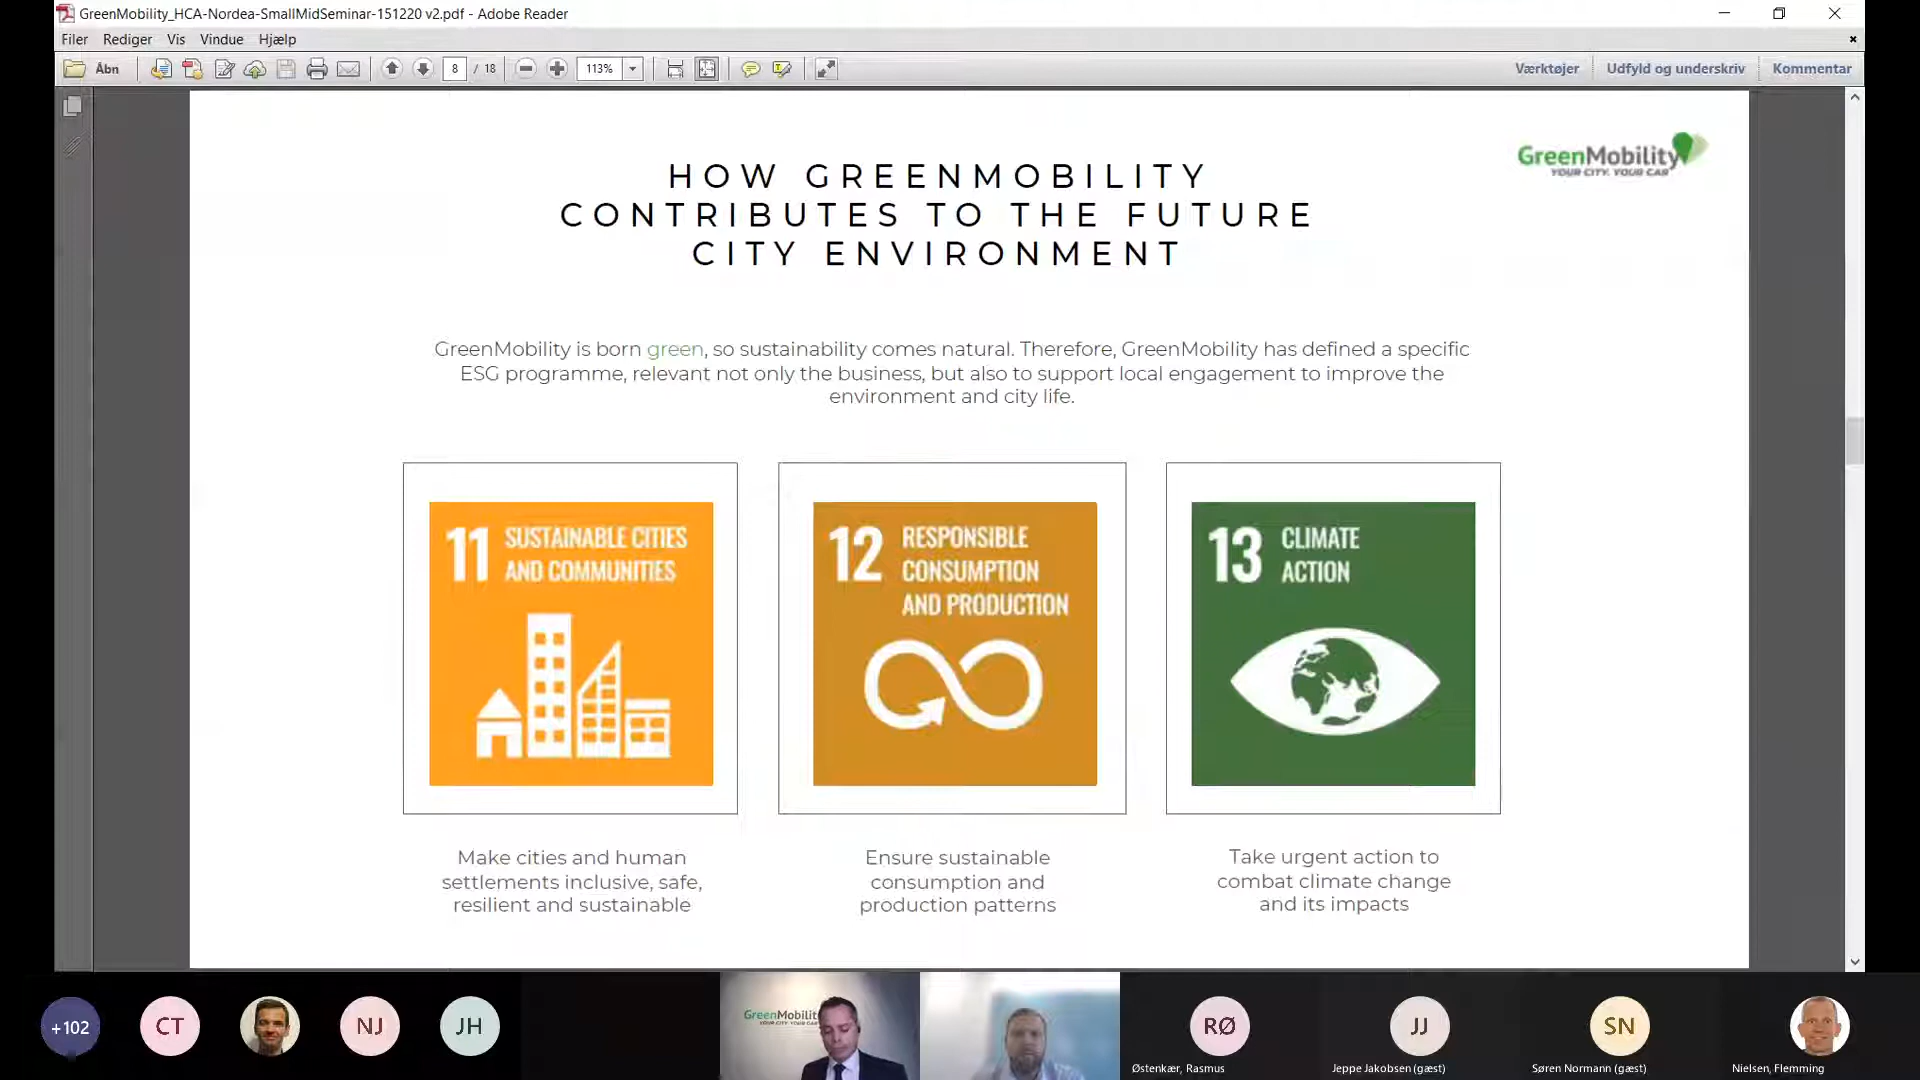 GreenMobility_HCA-Nordea-SmallMidSeminar-151220 v2.pdf - Adobe Reader
Filer Rediger Vis Vindue Hjælp
Åbn 8 / 18 113% Værktøjer Udfyld og underskriv Kommentar
GreenMobility
YOUR CITY. YOUR CAR
HOW GREENMOBILITY
CONTRIBUTES TO THE FUTURE
CITY ENVIRONMENT
GreenMobility is born green, so sustainability comes natural. Therefore, GreenMobility has defined a specific
ESG programme, relevant not only the business, but also to support local engagement to improve the
environment and city life.
11 SUSTAINABLE CITIES
AND COMMUNITIES
12 RESPONSIBLE
CONSUMPTION
AND PRODUCTION
13 CLIMATE
ACTION
Make cities and human
settlements inclusive, safe,
resilient and sustainable
Ensure sustainable
consumption and
production patterns
Take urgent action to
combat climate change
and its impacts
+102 CT NJ JH
GreenMobility
YOUR CITY. YOUR CAR
RØ JJ SN
Østenkær, Rasmus Jeppe Jakobsen (gæst) Søren Normann (gæst) Nielsen, Flemming